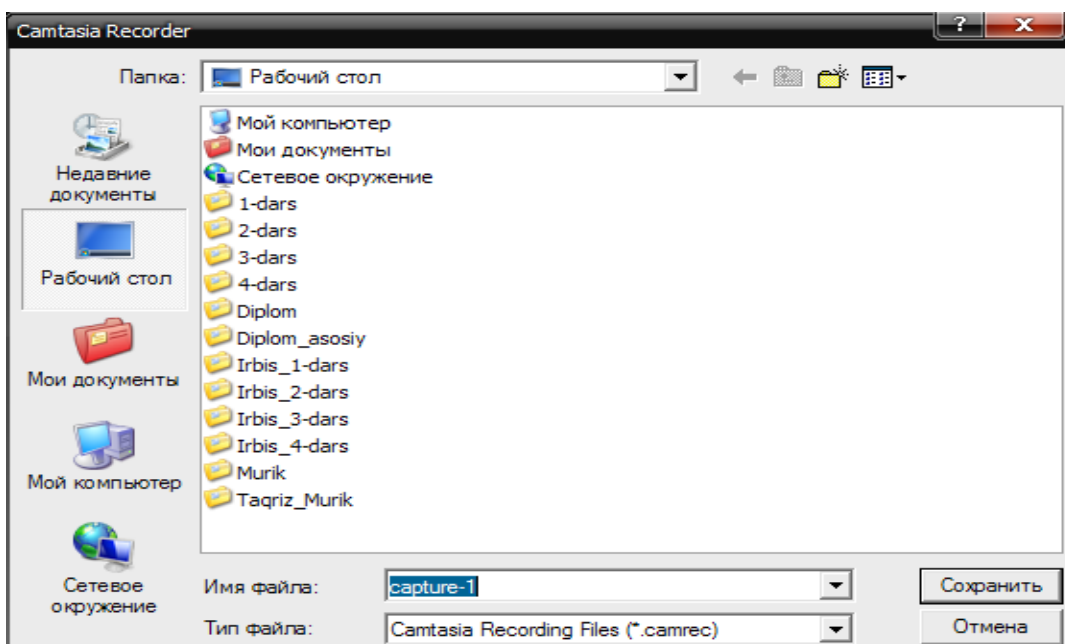 Camtasia Recorder
Папка: Рабочий стол
Недавние
документы
Рабочий стол
Мои документы
Мой компьютер
Сетевое
окружение
Мой компьютер
Мои документы
Сетевое окружение
1-dars
2-dars
3-dars
4-dars
Diplom
Diplom_asosiy
Irbis_1-dars
Irbis_2-dars
Irbis_3-dars
Irbis_4-dars
Murik
Taqriz_Murik
Имя файла: capture-1 Сохранить
Тип файла: Camtasia Recording Files (*.camrec) Отмена